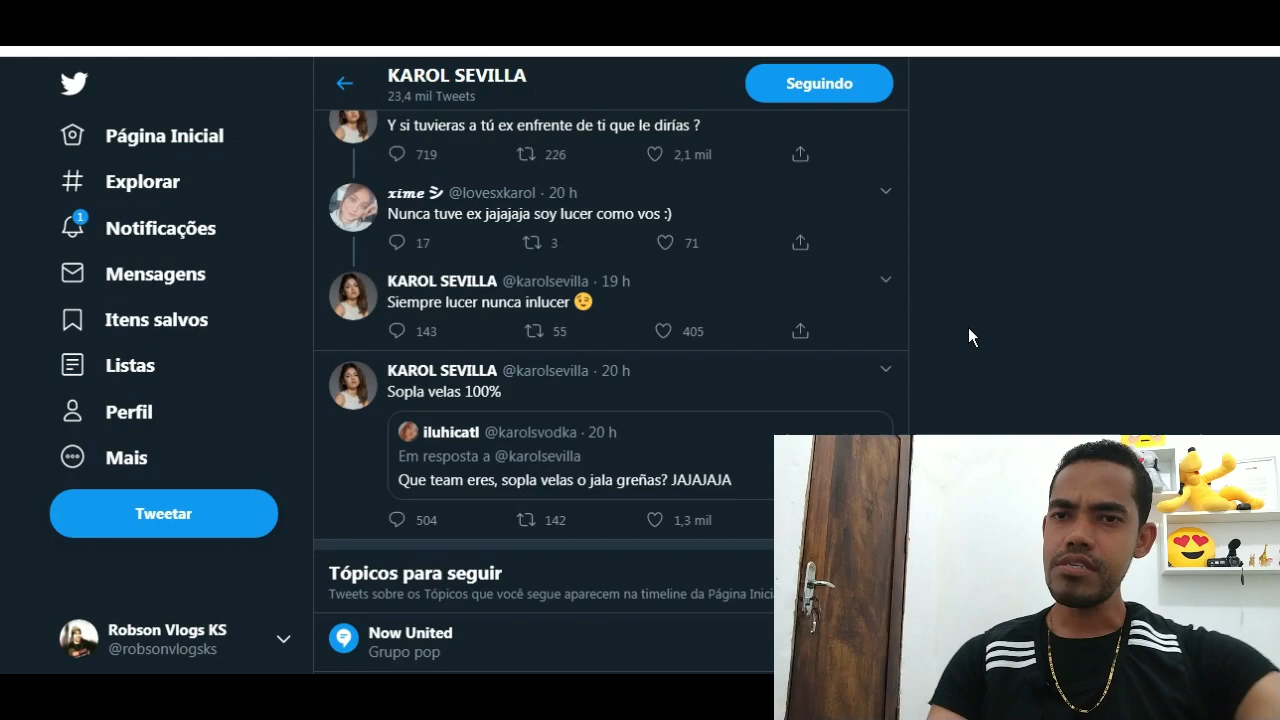 KAROL SEVILLA
23,4 mil Tweets
Seguindo
Página Inicial
Explorar
1
Notificações
Mensagens
Itens salvos
Listas
Perfil
Mais
Tweetar
Robson Vlogs KS
@robsonvlogsks
Y si tuvieras a tú ex enfrente de ti que le dirías ?
719 226 2,1 mil
xime シ @lovesxkarol · 20 h
Nunca tuve ex jajajaja soy lucer como vos :)
17 3 71
KAROL SEVILLA @karolsevilla · 19 h
Siempre lucer nunca inlucer 😉
143 55 405
KAROL SEVILLA @karolsevilla · 20 h
Sopla velas 100%
iluhicatl @karolsvodka · 20 h
Em resposta a @karolsevilla
Que team eres, sopla velas o jala greñas? JAJAJAJA
504 142 1,3 mil
Tópicos para seguir
Tweets sobre os Tópicos que você segue aparecem na timeline da Página
Now United
Grupo pop